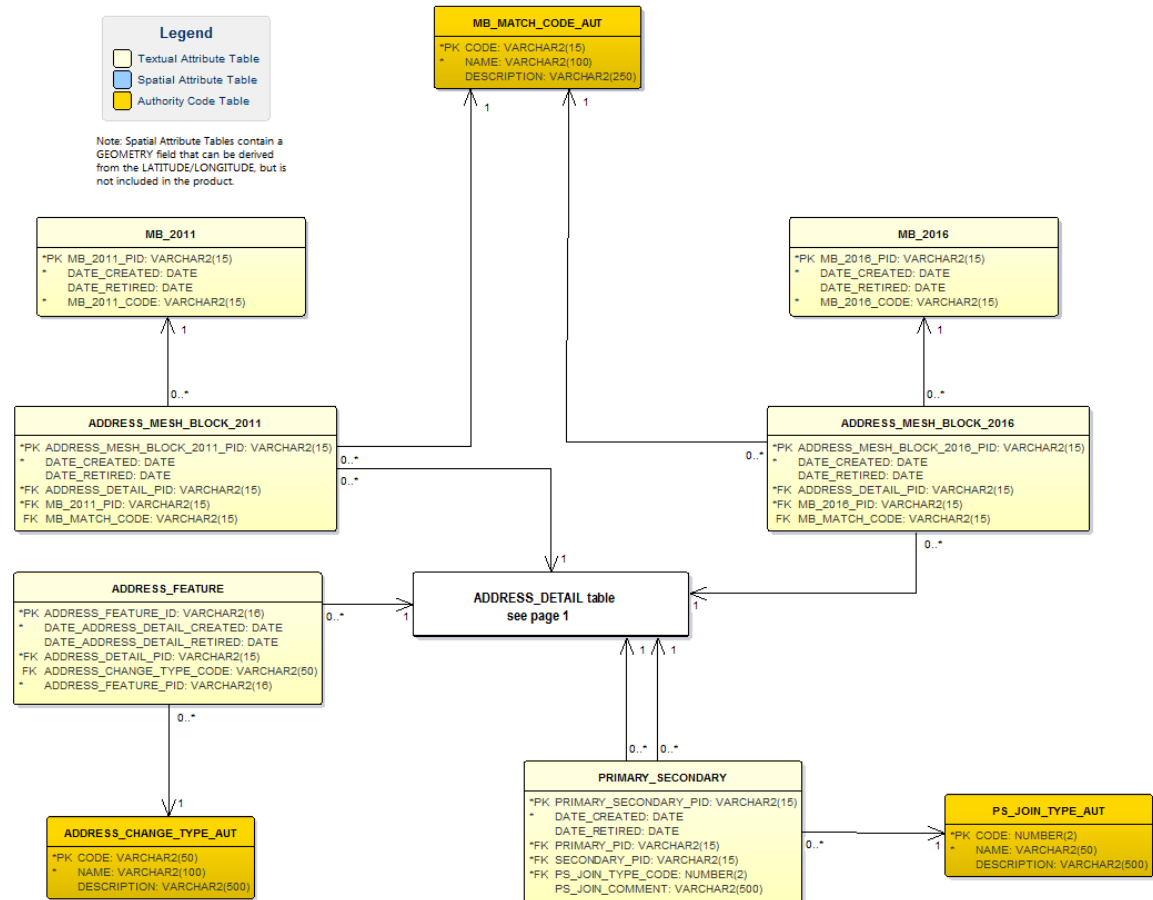 Legend
Textual Attribute Table
Spatial Attribute Table
Authority Code Table
Note: Spatial Attribute Tables contain a
GEOMETRY field that can be derived
from the LATITUDE/LONGITUDE, but is
not included in the product.
MB_MATCH_CODE_AUT
*PK CODE: VARCHAR2(15)
* NAME: VARCHAR2(100)
DESCRIPTION: VARCHAR2(250)
1
1
MB_2011
*PK MB_2011_PID: VARCHAR2(15)
* DATE_CREATED: DATE
DATE_RETIRED: DATE
* MB_2011_CODE: VARCHAR2(15)
1
0..*
MB_2016
*PK MB_2016_PID: VARCHAR2(15)
* DATE_CREATED: DATE
DATE_RETIRED: DATE
* MB_2016_CODE: VARCHAR2(15)
1
0..*
ADDRESS_MESH_BLOCK_2011
*PK ADDRESS_MESH_BLOCK_2011_PID: VARCHAR2(15)
* DATE_CREATED: DATE
DATE_RETIRED: DATE
*FK ADDRESS_DETAIL_PID: VARCHAR2(15)
*FK MB_2011_PID: VARCHAR2(15)
FK MB_MATCH_CODE: VARCHAR2(15)
0..*
0..*
1
ADDRESS_MESH_BLOCK_2016
*PK ADDRESS_MESH_BLOCK_2016_PID: VARCHAR2(15)
* DATE_CREATED: DATE
DATE_RETIRED: DATE
*FK ADDRESS_DETAIL_PID: VARCHAR2(15)
*FK MB_2016_PID: VARCHAR2(15)
FK MB_MATCH_CODE: VARCHAR2(15)
0..*
0..*
1
ADDRESS_FEATURE
*PK ADDRESS_FEATURE_ID: VARCHAR2(16)
* DATE_ADDRESS_DETAIL_CREATED: DATE
DATE_ADDRESS_DETAIL_RETIRED: DATE
*FK ADDRESS_DETAIL_PID: VARCHAR2(15)
FK ADDRESS_CHANGE_TYPE_CODE: VARCHAR2(50)
* ADDRESS_FEATURE_PID: VARCHAR2(16)
0..*
1
0..*
1
ADDRESS_DETAIL table
see page 1
1
1
0..*
0..*
ADDRESS_CHANGE_TYPE_AUT
*PK CODE: VARCHAR2(50)
* NAME: VARCHAR2(100)
DESCRIPTION: VARCHAR2(500)
PRIMARY_SECONDARY
*PK PRIMARY_SECONDARY_PID: VARCHAR2(15)
* DATE_CREATED: DATE
DATE_RETIRED: DATE
*FK PRIMARY_PID: VARCHAR2(15)
*FK SECONDARY_PID: VARCHAR2(15)
*FK PS_JOIN_TYPE_CODE: NUMBER(2)
PS_JOIN_COMMENT: VARCHAR2(500)
0..*
1
PS_JOIN_TYPE_AUT
*PK CODE: NUMBER(2)
* NAME: VARCHAR2(50)
DESCRIPTION: VARCHAR2(500)